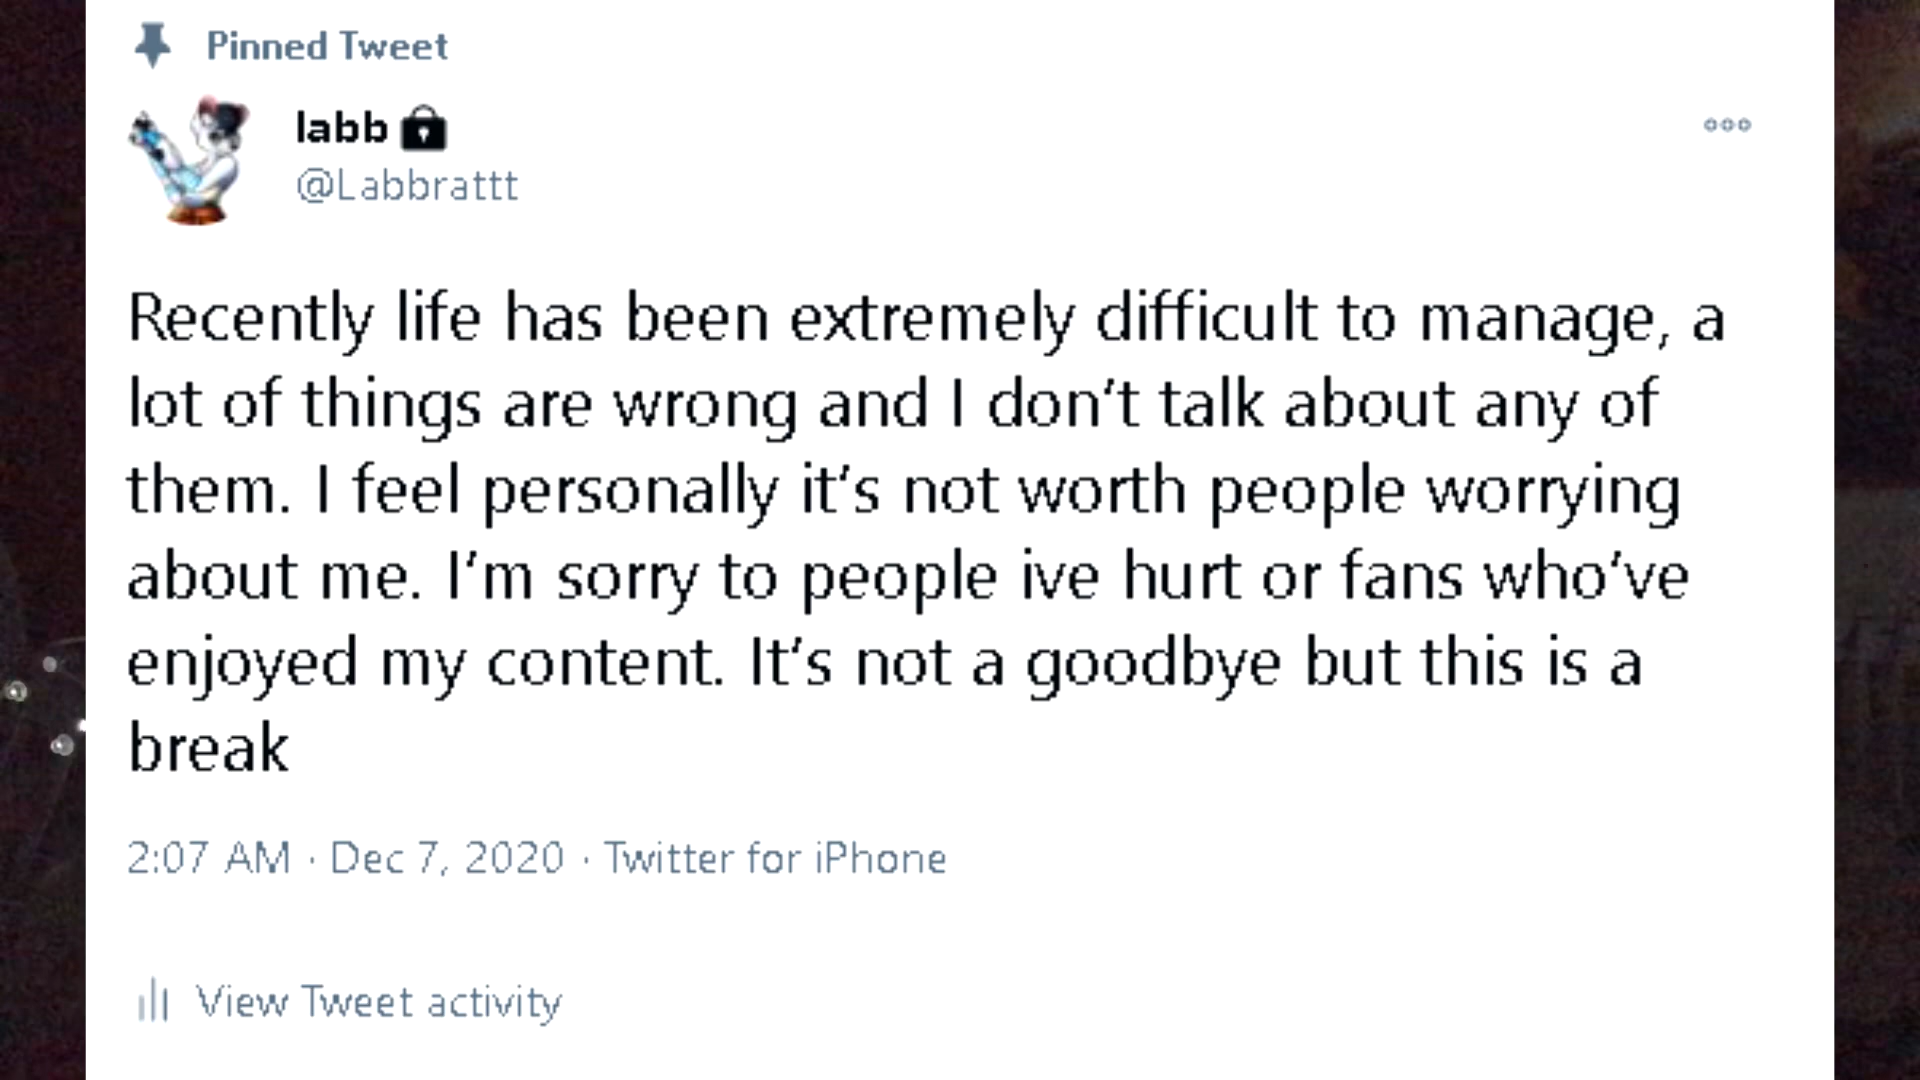 Pinned Tweet
labb
@Labbrattt
Recently life has been extremely difficult to manage, a
lot of things are wrong and I don't talk about any of
them. I feel personally it's not worth people worrying
about me. I'm sorry to people ive hurt or fans who've
enjoyed my content. It's not a goodbye but this is a
break
2:07 AM · Dec 7, 2020 · Twitter for iPhone
View Tweet activity